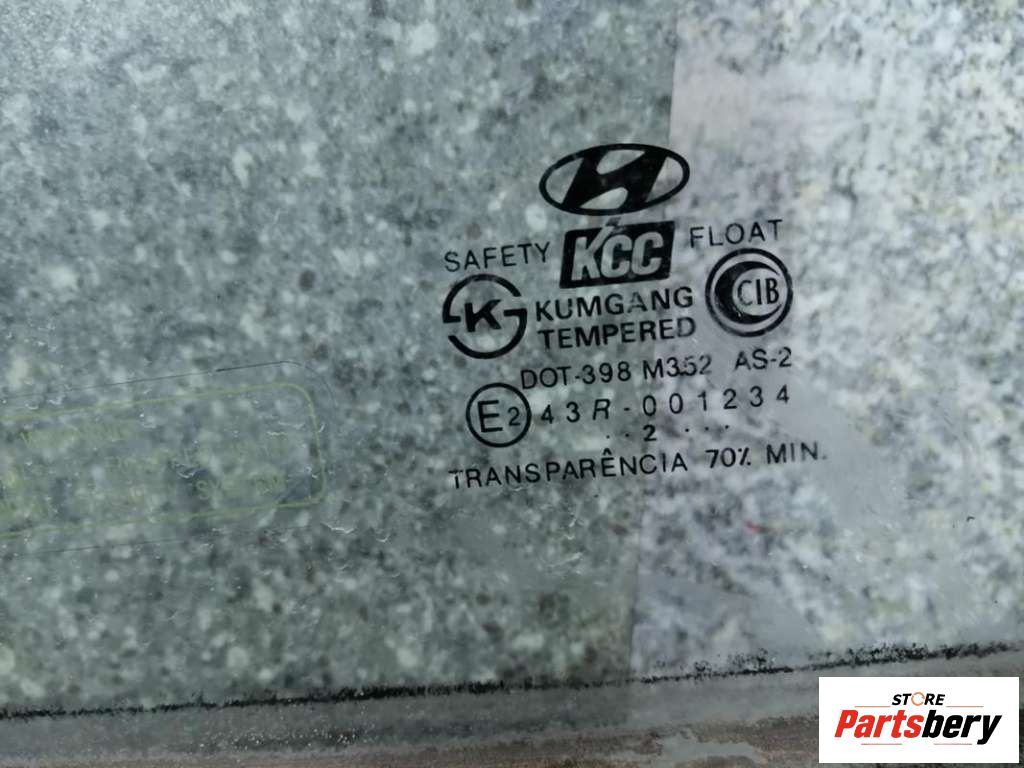 SAFETY KCC FLOAT
K KUMGANG CIB
TEMPERED
DOT-398 M352 AS-2
E2 43R-001234
..2...
TRANSPARÊNCIA 70% MIN.
STORE
Partsbery